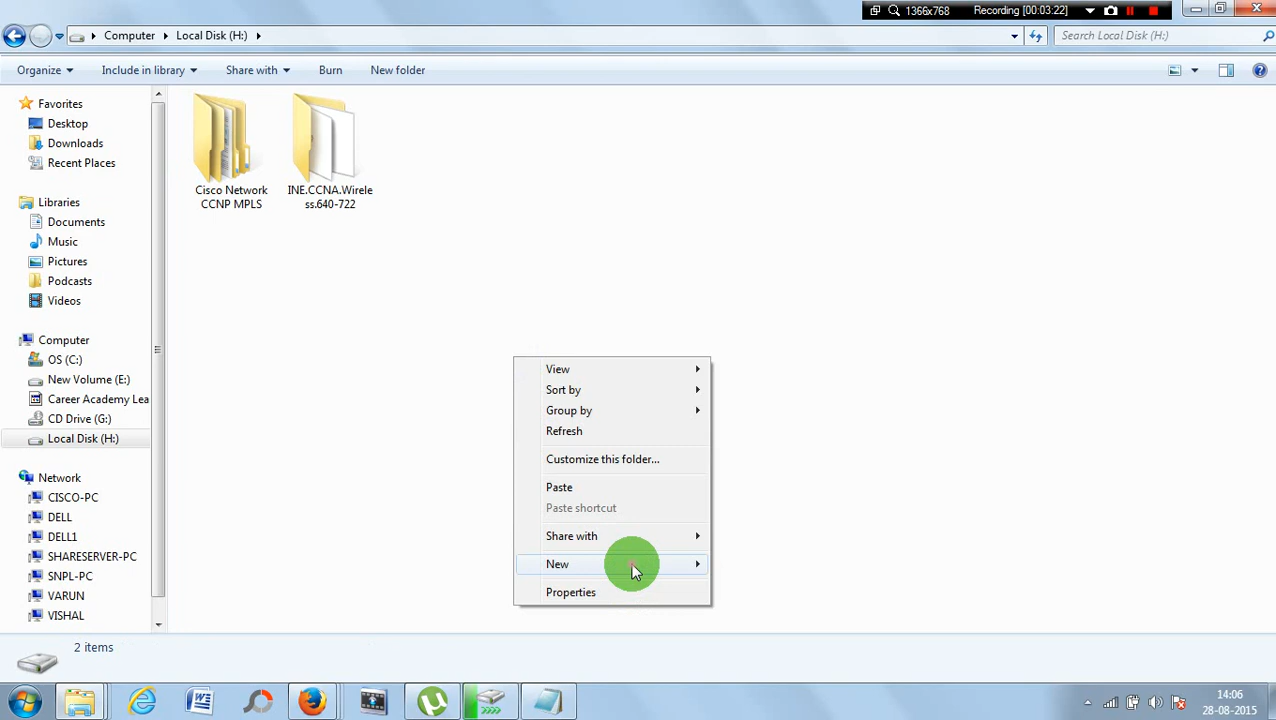 1366x768 Recording [00:03:22]
Computer Local Disk (H:) Search Local Disk (H:)
Organize Include in library Share with Burn New folder
Favorites
Desktop
Downloads
Recent Places
Libraries
Documents
Music
Pictures
Podcasts
Videos
Computer
OS (C:)
New Volume (E:)
Career Academy Lea
CD Drive (G:)
Local Disk (H:)
Network
CISCO-PC
DELL
DELL1
SHARESERVER-PC
SNPL-PC
VARUN
VISHAL
Cisco Network
CCNP MPLS
INE.CCNA.Wirele
ss.640-722
View
Sort by
Group by
Refresh
Customize this folder...
Paste
Paste shortcut
Share with
New
Properties
2 items
14:06
28-08-2015